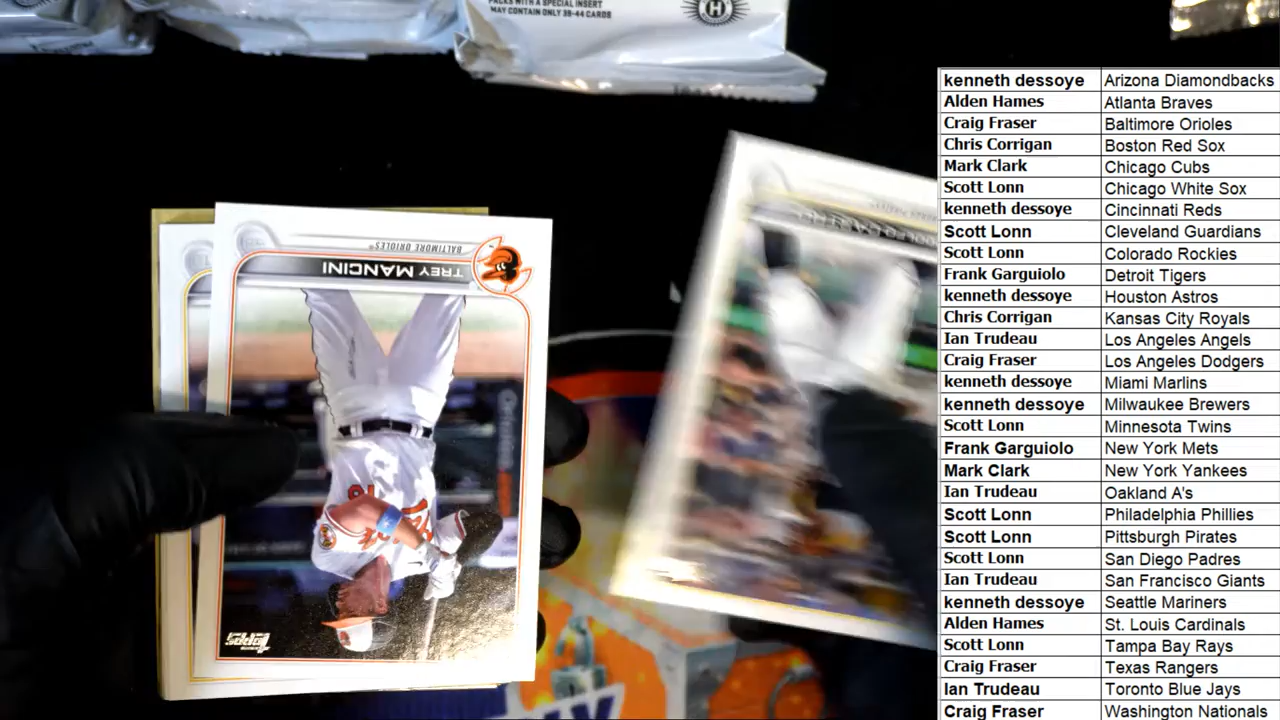 PACKS WITH A SPECIAL INSERT
MAY CONTAIN ONLY 39-44 CARDS
H
BALTIMORE ORIOLES
TREY MANCINI
topps
kenneth dessoye Arizona Diamondbacks
Alden Hames Atlanta Braves
Craig Fraser Baltimore Orioles
Chris Corrigan Boston Red Sox
Mark Clark Chicago Cubs
Scott Lonn Chicago White Sox
kenneth dessoye Cincinnati Reds
Scott Lonn Cleveland Guardians
Scott Lonn Colorado Rockies
Frank Garguiolo Detroit Tigers
kenneth dessoye Houston Astros
Chris Corrigan Kansas City Royals
Ian Trudeau Los Angeles Angels
Craig Fraser Los Angeles Dodgers
kenneth dessoye Miami Marlins
kenneth dessoye Milwaukee Brewers
Scott Lonn Minnesota Twins
Frank Garguiolo New York Mets
Mark Clark New York Yankees
Ian Trudeau Oakland A's
Scott Lonn Philadelphia Phillies
Scott Lonn Pittsburgh Pirates
Scott Lonn San Diego Padres
Ian Trudeau San Francisco Giants
kenneth dessoye Seattle Mariners
Alden Hames St. Louis Cardinals
Scott Lonn Tampa Bay Rays
Craig Fraser Texas Rangers
Ian Trudeau Toronto Blue Jays
Craig Fraser Washington Nationals